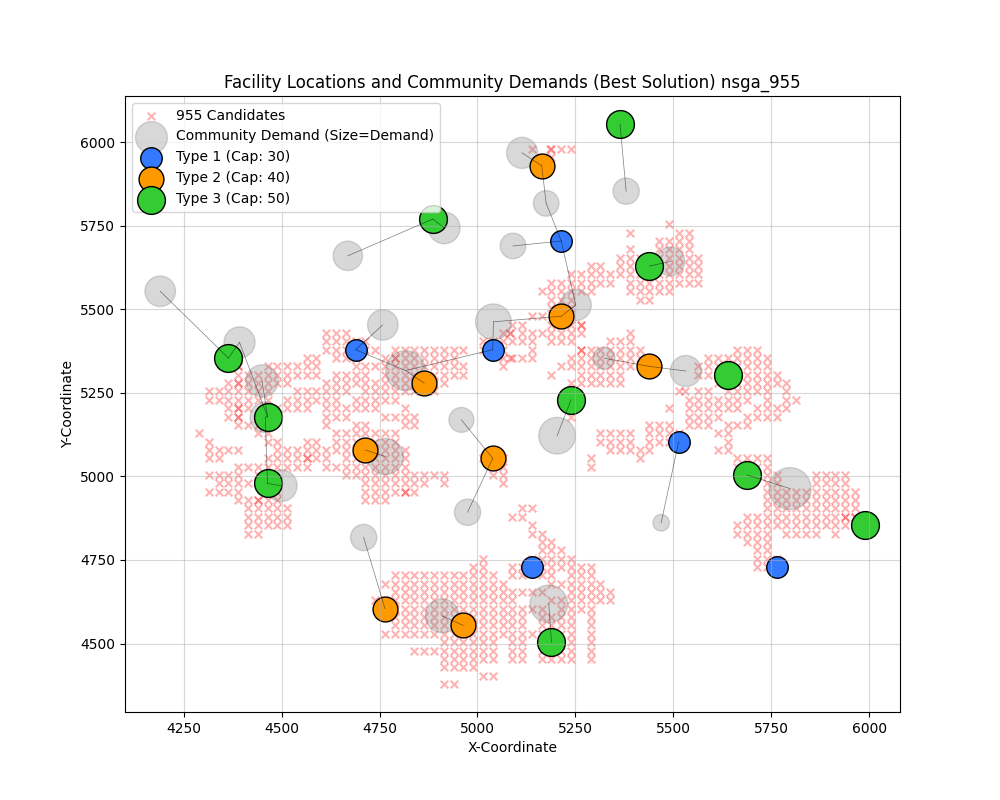 Facility Locations and Community Demands (Best Solution) nsga_955
955 Candidates
Community Demand (Size=Demand)
Type 1 (Cap: 30)
Type 2 (Cap: 40)
Type 3 (Cap: 50)
Y-Coordinate
6000
5750
5500
5250
5000
4750
4500
4250 4500 4750 5000 5250 5500 5750 6000
X-Coordinate